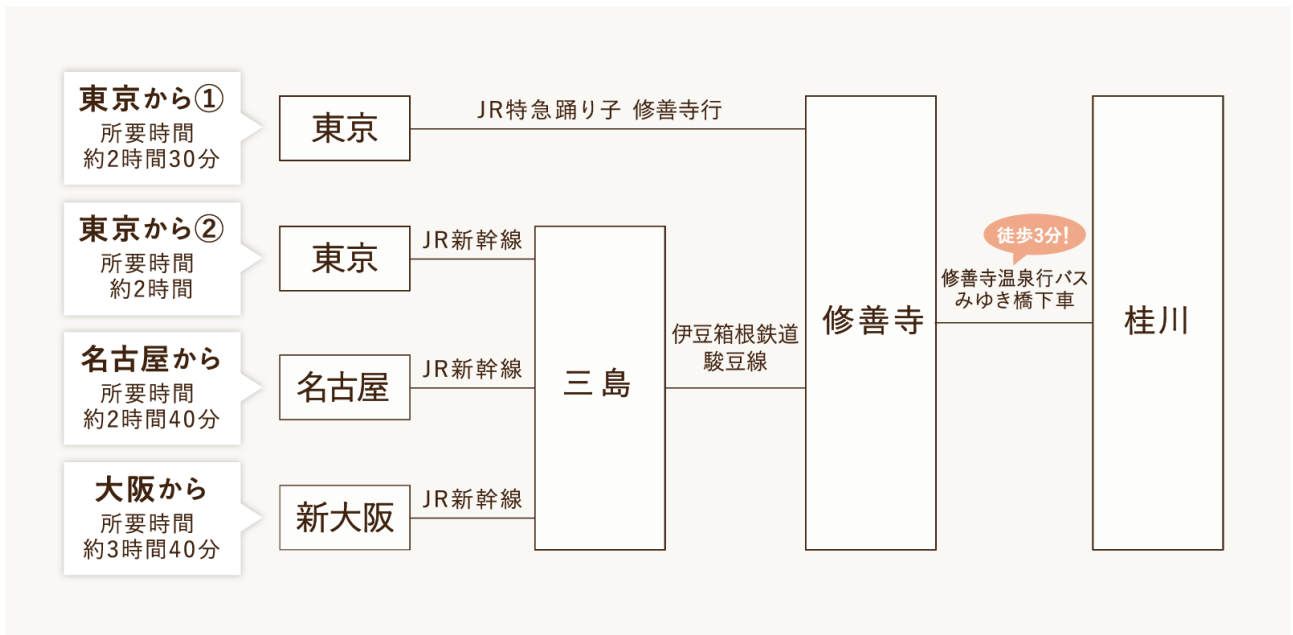 東京から①
所要時間
約2時間30分
東京
JR特急踊り子 修善寺行
東京から②
所要時間
約2時間
東京
JR新幹線
名古屋から
所要時間
約2時間40分
名古屋
JR新幹線
大阪から
所要時間
約3時間40分
新大阪
JR新幹線
三島
伊豆箱根鉄道
駿豆線
修善寺
徒歩3分!
修善寺温泉行バス
みゆき橋下車
桂川